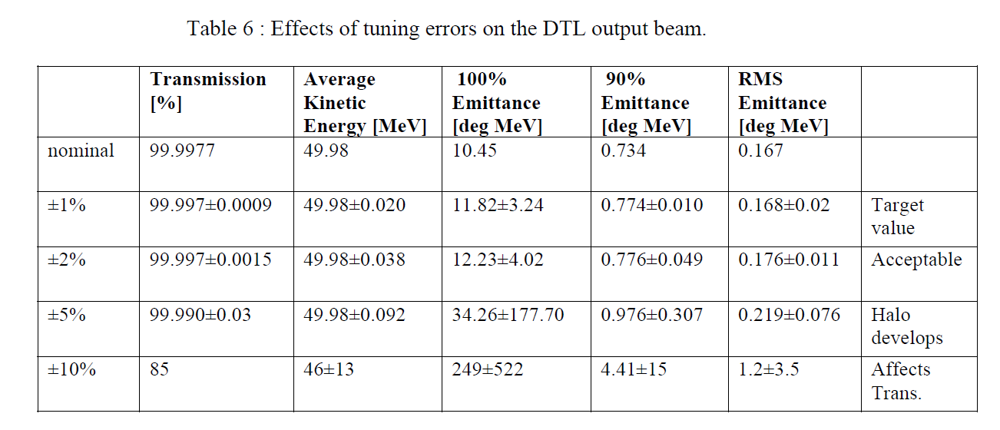 Table 6 : Effects of tuning errors on the DTL output beam.
Transmission [%] Average Kinetic Energy [MeV] 100% Emittance [deg MeV] 90% Emittance [deg MeV] RMS Emittance [deg MeV]
nominal 99.9977 49.98 10.45 0.734 0.167
±1% 99.997±0.0009 49.98±0.020 11.82±3.24 0.774±0.010 0.168±0.02 Target value
±2% 99.997±0.0015 49.98±0.038 12.23±4.02 0.776±0.049 0.176±0.011 Acceptable
±5% 99.990±0.03 49.98±0.092 34.26±177.70 0.976±0.307 0.219±0.076 Halo develops
±10% 85 46±13 249±522 4.41±15 1.2±3.5 Affects Trans.